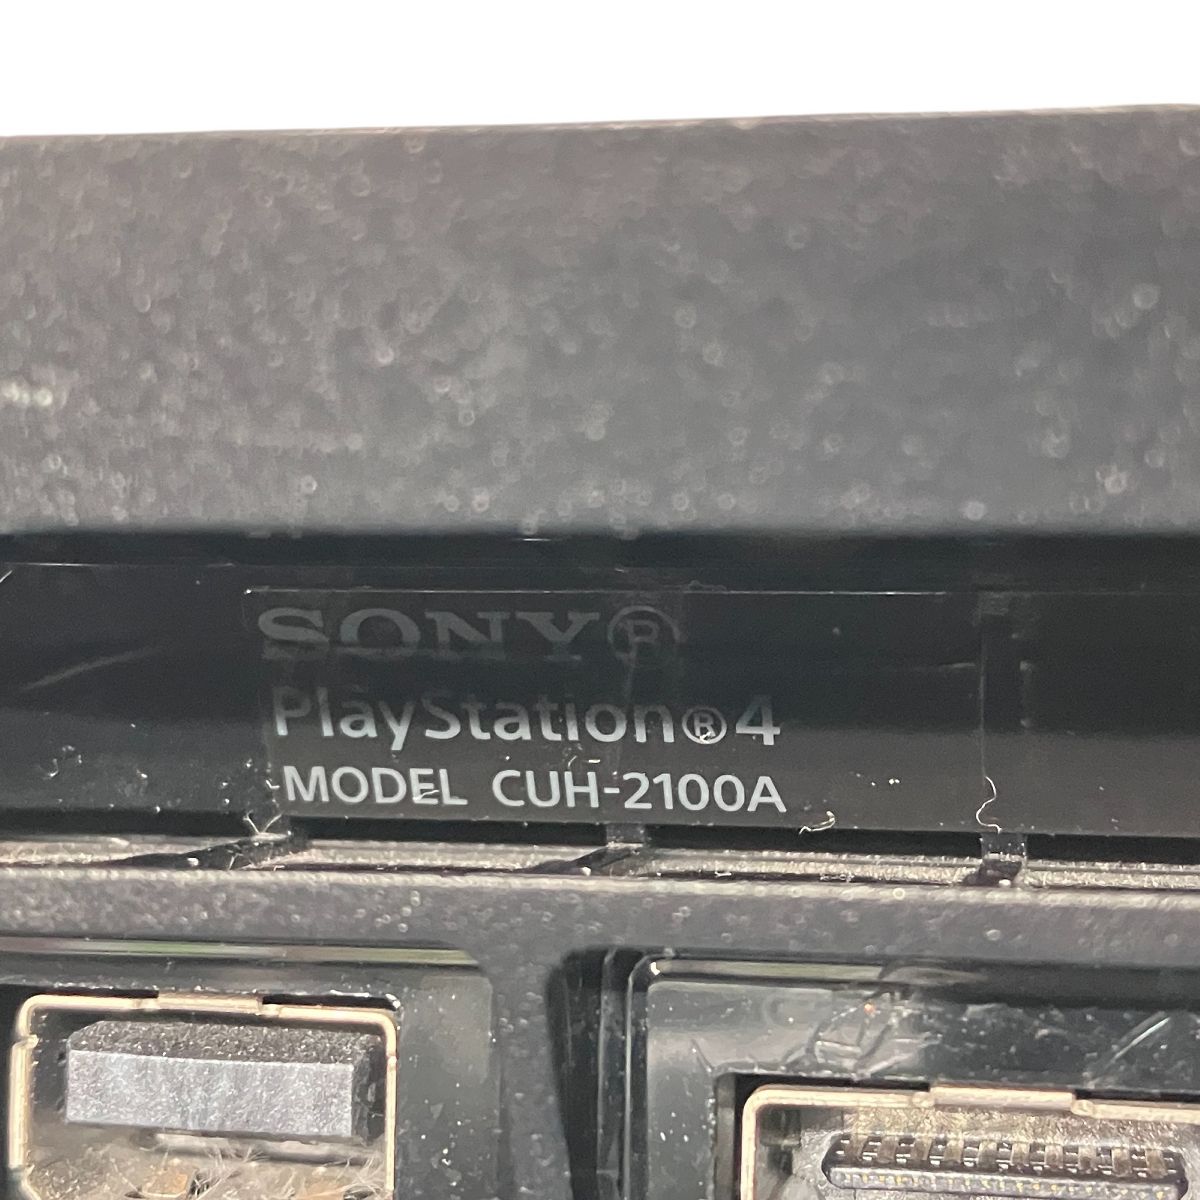 SONY®
PlayStation®4
MODEL CUH-2100A